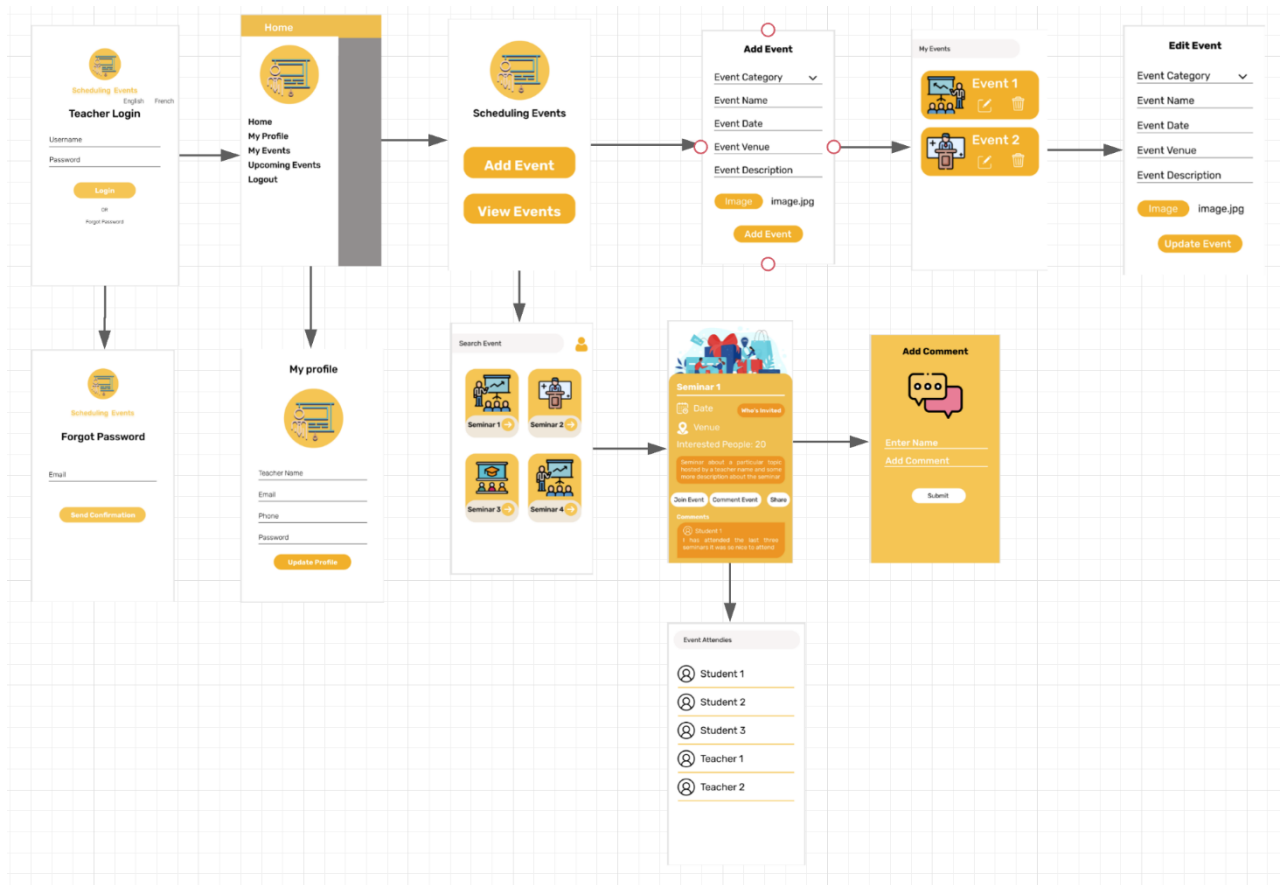 Scheduling Events
English French
Teacher Login
Username
Password
Login
OR
Forgot Password
Home
Home
My Profile
My Events
Upcoming Events
Logout
Scheduling Events
Add Event
View Events
Add Event
Event Category
Event Name
Event Date
Event Venue
Event Description
Image image.jpg
Add Event
My Events
Event 1
Event 2
Edit Event
Event Category
Event Name
Event Date
Event Venue
Event Description
Image image.jpg
Update Event
Scheduling Events
Forgot Password
Email
Send Confirmation
My profile
Teacher Name
Email
Phone
Password
Update Profile
Search Event
Seminar 1 Seminar 2
Seminar 3 Seminar 4
Seminar 1
Date Who's Invited
Venue
Interested People: 20
Seminar about a particular topic
hosted by a teacher name and some
more description about the seminar
Join Event Comment Event Share
Comments
Student 1
I has attended the last three
seminars it was so nice to attend
Add Comment
Enter Name
Add Comment
Submit
Event Attendies
Student 1
Student 2
Student 3
Teacher 1
Teacher 2